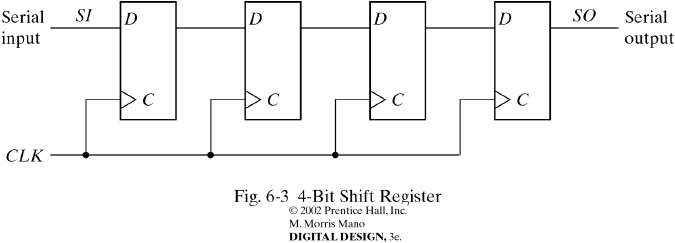 Serial input
SI
D
D
D
D
SO
Serial output
C
C
C
C
CLK
Fig. 6-3 4-Bit Shift Register
© 2002 Prentice Hall, Inc.
M. Morris Mano
DIGITAL DESIGN, 3e.